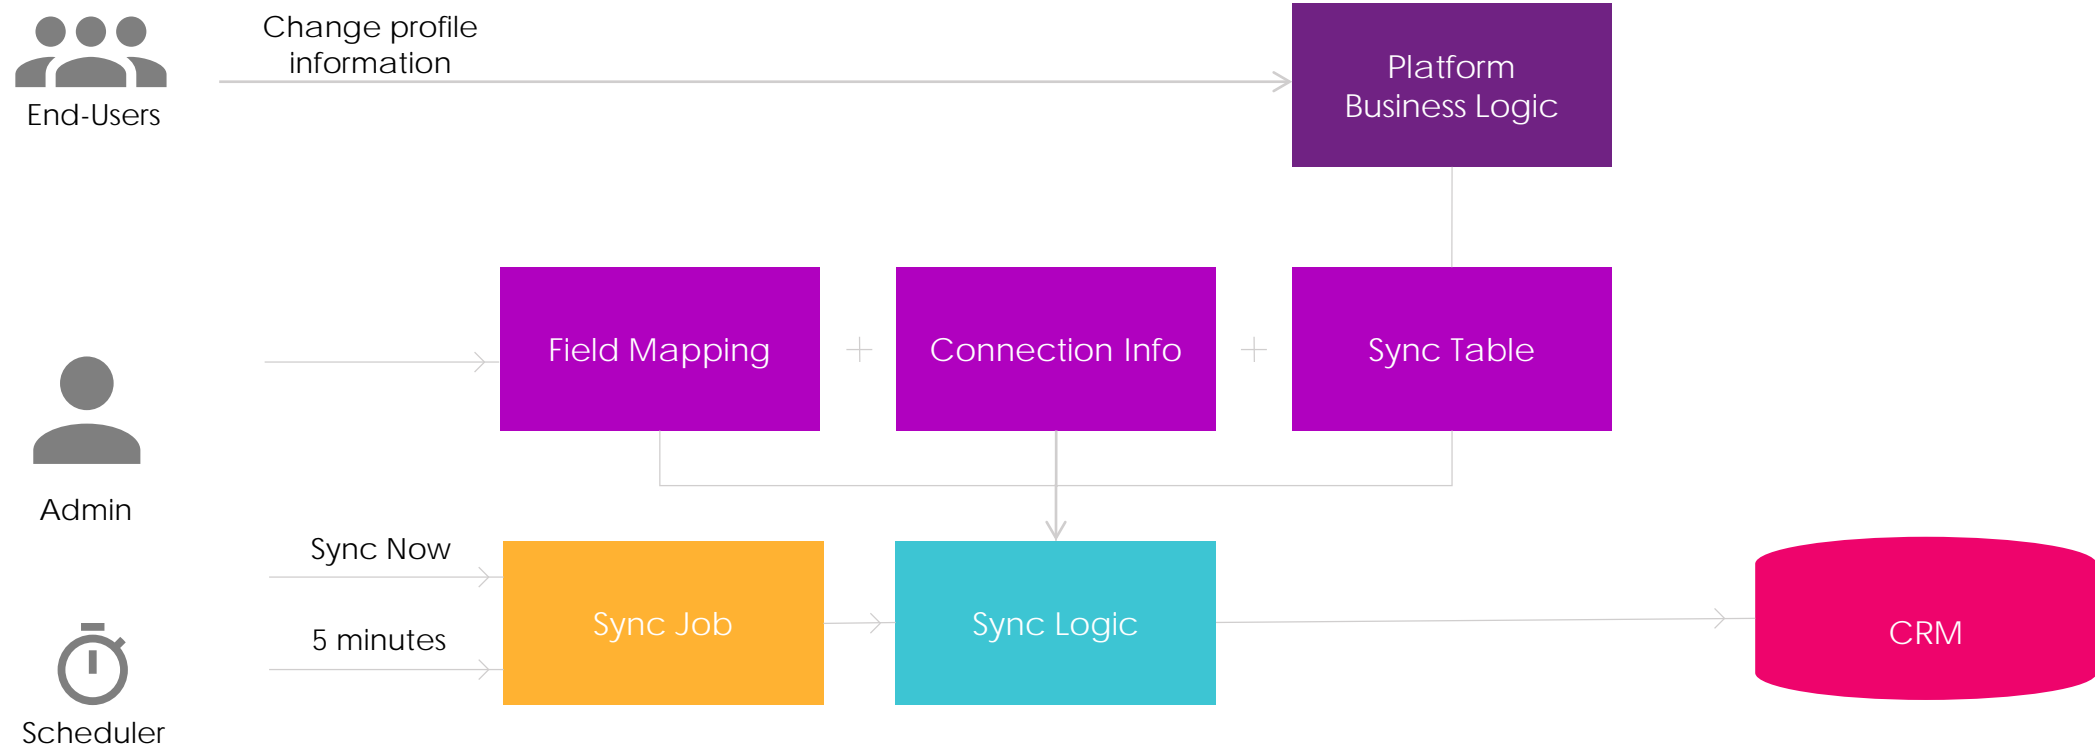 Change profile
information
End-Users
Platform
Business Logic
Field Mapping
Connection Info
Sync Table
Admin
Sync Now
5 minutes
Sync Job
Sync Logic
CRM
Scheduler